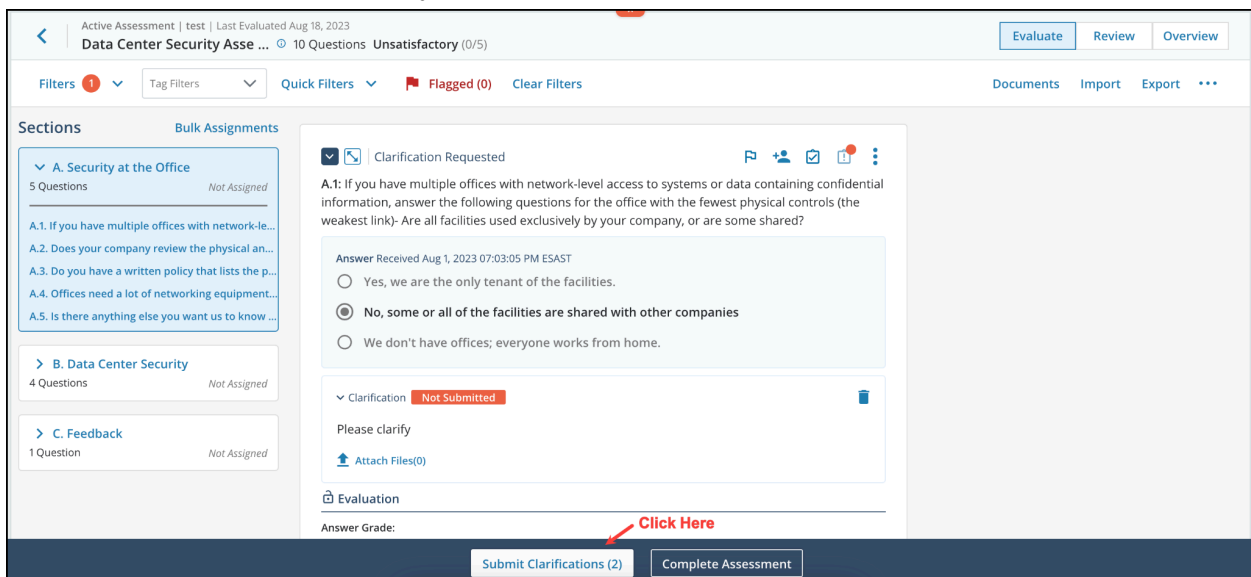 Active Assessment | test | Last Evaluated Aug 18, 2023
Data Center Security Asse ... 10 Questions Unsatisfactory (0/5)
Evaluate Review Overview
Filters 1 Tag Filters Quick Filters Flagged (0) Clear Filters
Documents Import Export
Sections Bulk Assignments
A. Security at the Office
5 Questions Not Assigned
A.1. If you have multiple offices with network-le...
A.2. Does your company review the physical an...
A.3. Do you have a written policy that lists the p...
A.4. Offices need a lot of networking equipment...
A.5. Is there anything else you want us to know ...
B. Data Center Security
4 Questions Not Assigned
C. Feedback
1 Question Not Assigned
Clarification Requested
A.1: If you have multiple offices with network-level access to systems or data containing confidential
information, answer the following questions for the office with the fewest physical controls (the
weakest link)- Are all facilities used exclusively by your company, or are some shared?
Answer Received Aug 1, 2023 07:03:05 PM ESAST
Yes, we are the only tenant of the facilities.
No, some or all of the facilities are shared with other companies
We don't have offices; everyone works from home.
Clarification Not Submitted
Please clarify
Attach Files(0)
Evaluation
Answer Grade:
Click Here
Submit Clarifications (2) Complete Assessment